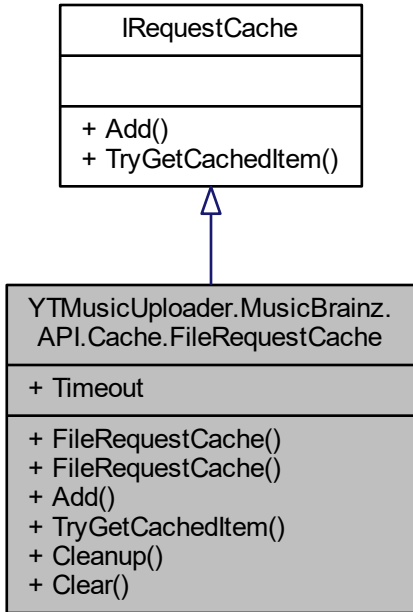 IRequestCache
+ Add()
+ TryGetCachedItem()
YTMusicUploader.MusicBrainz.
API.Cache.FileRequestCache
+ Timeout
+ FileRequestCache()
+ FileRequestCache()
+ Add()
+ TryGetCachedItem()
+ Cleanup()
+ Clear()